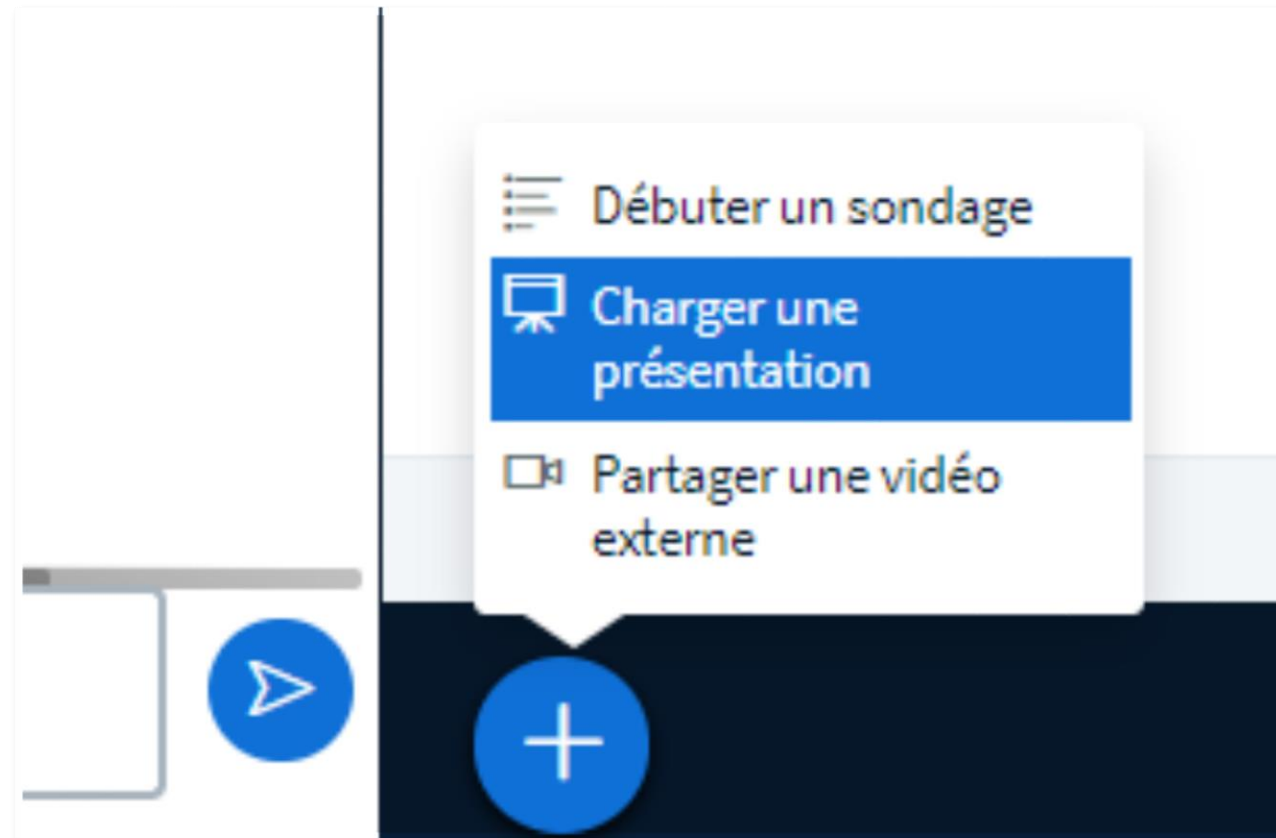 Débuter un sondage
Charger une
présentation
Partager une vidéo
externe